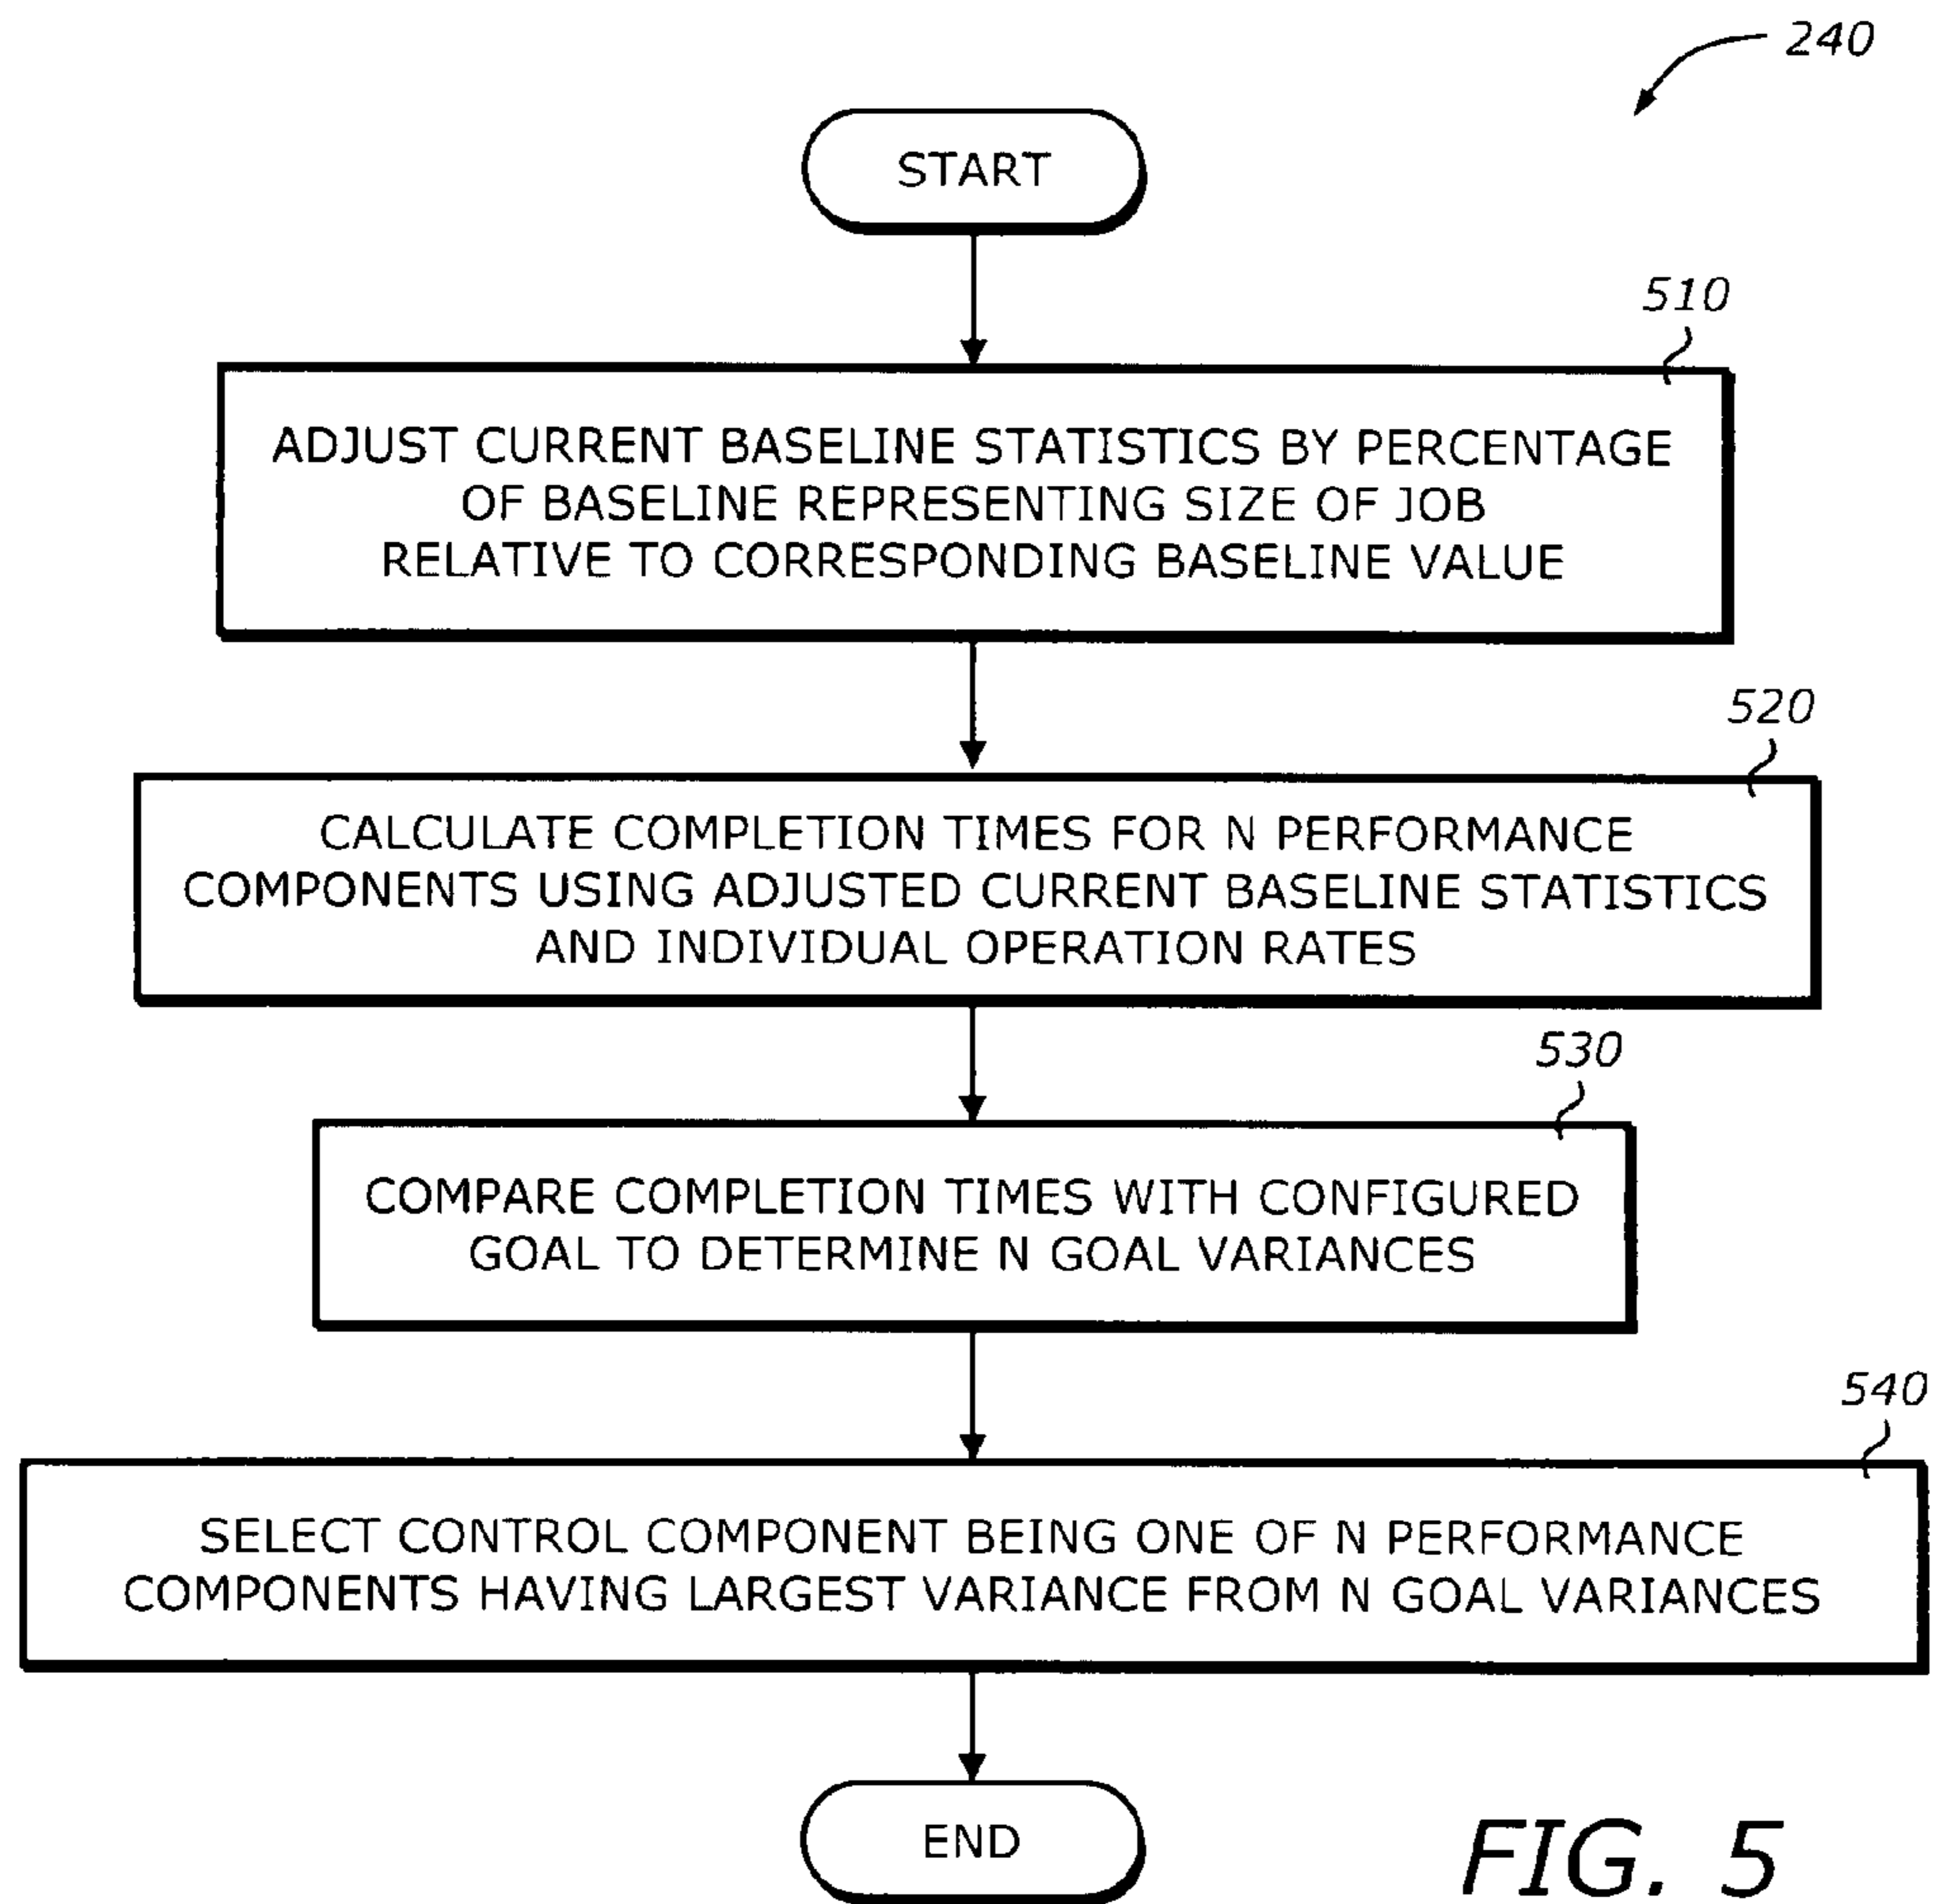 240
START
510
ADJUST CURRENT BASELINE STATISTICS BY PERCENTAGE
OF BASELINE REPRESENTING SIZE OF JOB
RELATIVE TO CORRESPONDING BASELINE VALUE
520
CALCULATE COMPLETION TIMES FOR N PERFORMANCE
COMPONENTS USING ADJUSTED CURRENT BASELINE STATISTICS
AND INDIVIDUAL OPERATION RATES
530
COMPARE COMPLETION TIMES WITH CONFIGURED
GOAL TO DETERMINE N GOAL VARIANCES
540
SELECT CONTROL COMPONENT BEING ONE OF N PERFORMANCE
COMPONENTS HAVING LARGEST VARIANCE FROM N GOAL VARIANCES
END
FIG. 5